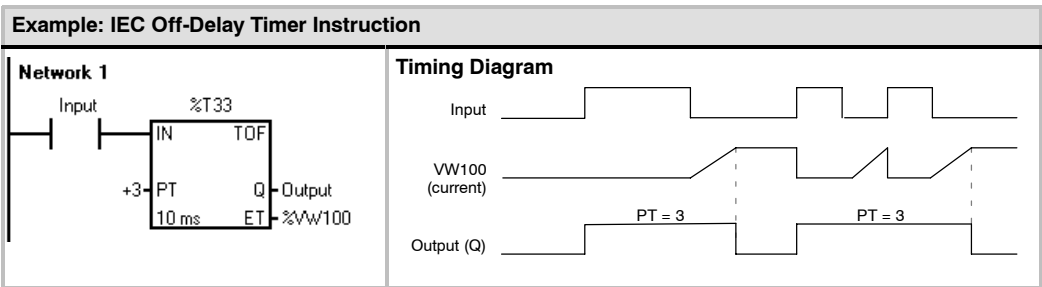 Example: IEC Off-Delay Timer Instruction
Network 1
Input
%T33
IN TOF
+3 PT Q Output
10 ms ET %VW100
Timing Diagram
Input
VW100
(current)
PT = 3 PT = 3
Output (Q)